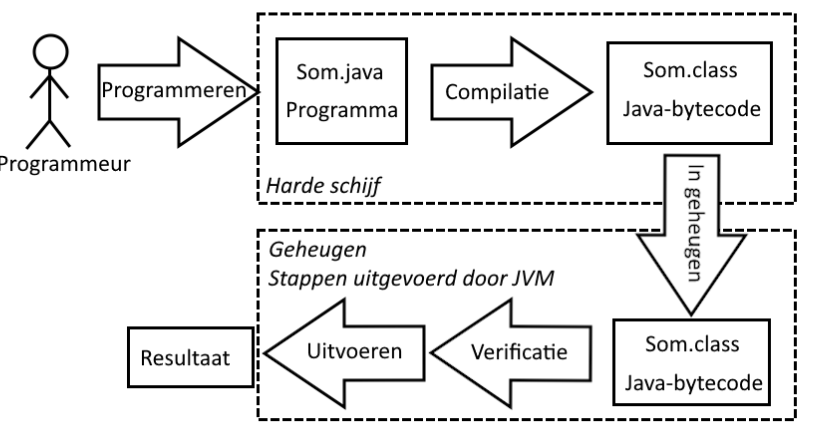 Programmeur
Programmeren
Som.java
Programma
Compilatie
Som.class
Java-bytecode
Harde schijf
In geheugen
Geheugen
Stappen uitgevoerd door JVM
Som.class
Java-bytecode
Verificatie
Uitvoeren
Resultaat